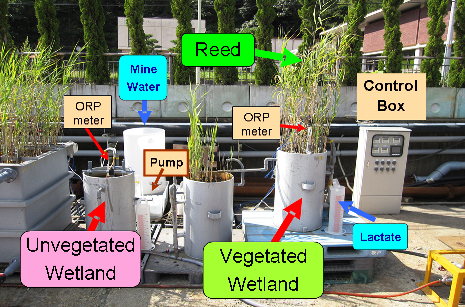 Reed
Mine
Water
ORP
meter
ORP
meter
Control
Box
Pump
Unvegetated
Wetland
Vegetated
Wetland
Lactate